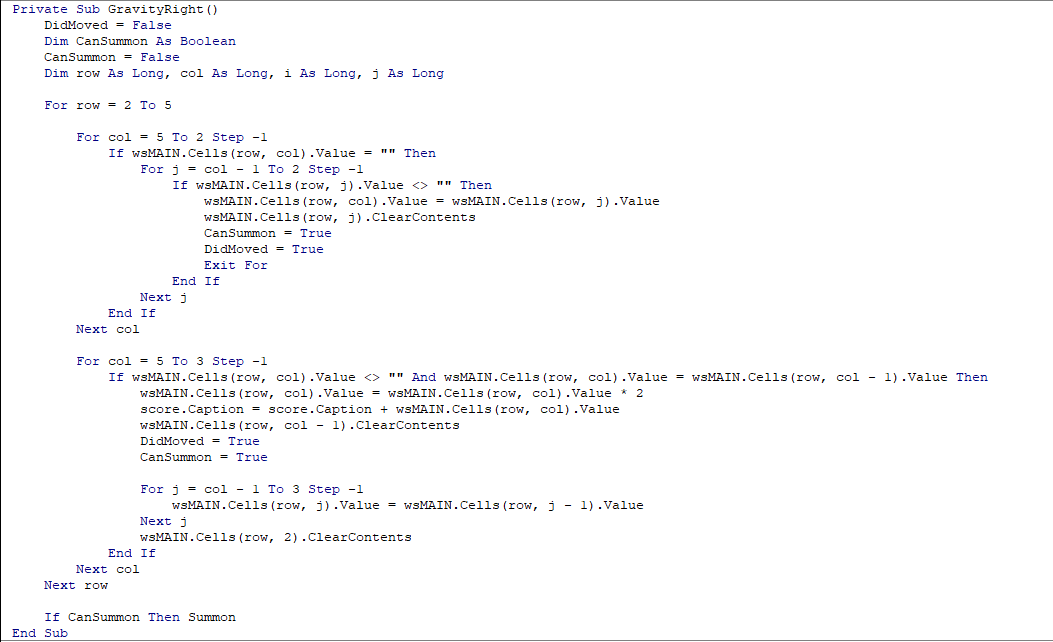 Private Sub GravityRight()
    DidMoved = False
    Dim CanSummon As Boolean
    CanSummon = False
    Dim row As Long, col As Long, i As Long, j As Long

    For row = 2 To 5

        For col = 5 To 2 Step -1
            If wsMAIN.Cells(row, col).Value = "" Then
                For j = col - 1 To 2 Step -1
                    If wsMAIN.Cells(row, j).Value <> "" Then
                        wsMAIN.Cells(row, col).Value = wsMAIN.Cells(row, j).Value
                        wsMAIN.Cells(row, j).ClearContents
                        CanSummon = True
                        DidMoved = True
                        Exit For
                    End If
                Next j
            End If
        Next col

        For col = 5 To 3 Step -1
            If wsMAIN.Cells(row, col).Value <> "" And wsMAIN.Cells(row, col).Value = wsMAIN.Cells(row, col - 1).Value Then
                wsMAIN.Cells(row, col).Value = wsMAIN.Cells(row, col).Value * 2
                score.Caption = score.Caption + wsMAIN.Cells(row, col).Value
                wsMAIN.Cells(row, col - 1).ClearContents
                DidMoved = True
                CanSummon = True

                For j = col - 1 To 3 Step -1
                    wsMAIN.Cells(row, j).Value = wsMAIN.Cells(row, j - 1).Value
                Next j
                wsMAIN.Cells(row, 2).ClearContents
            End If
        Next col
    Next row

    If CanSummon Then Summon
End Sub